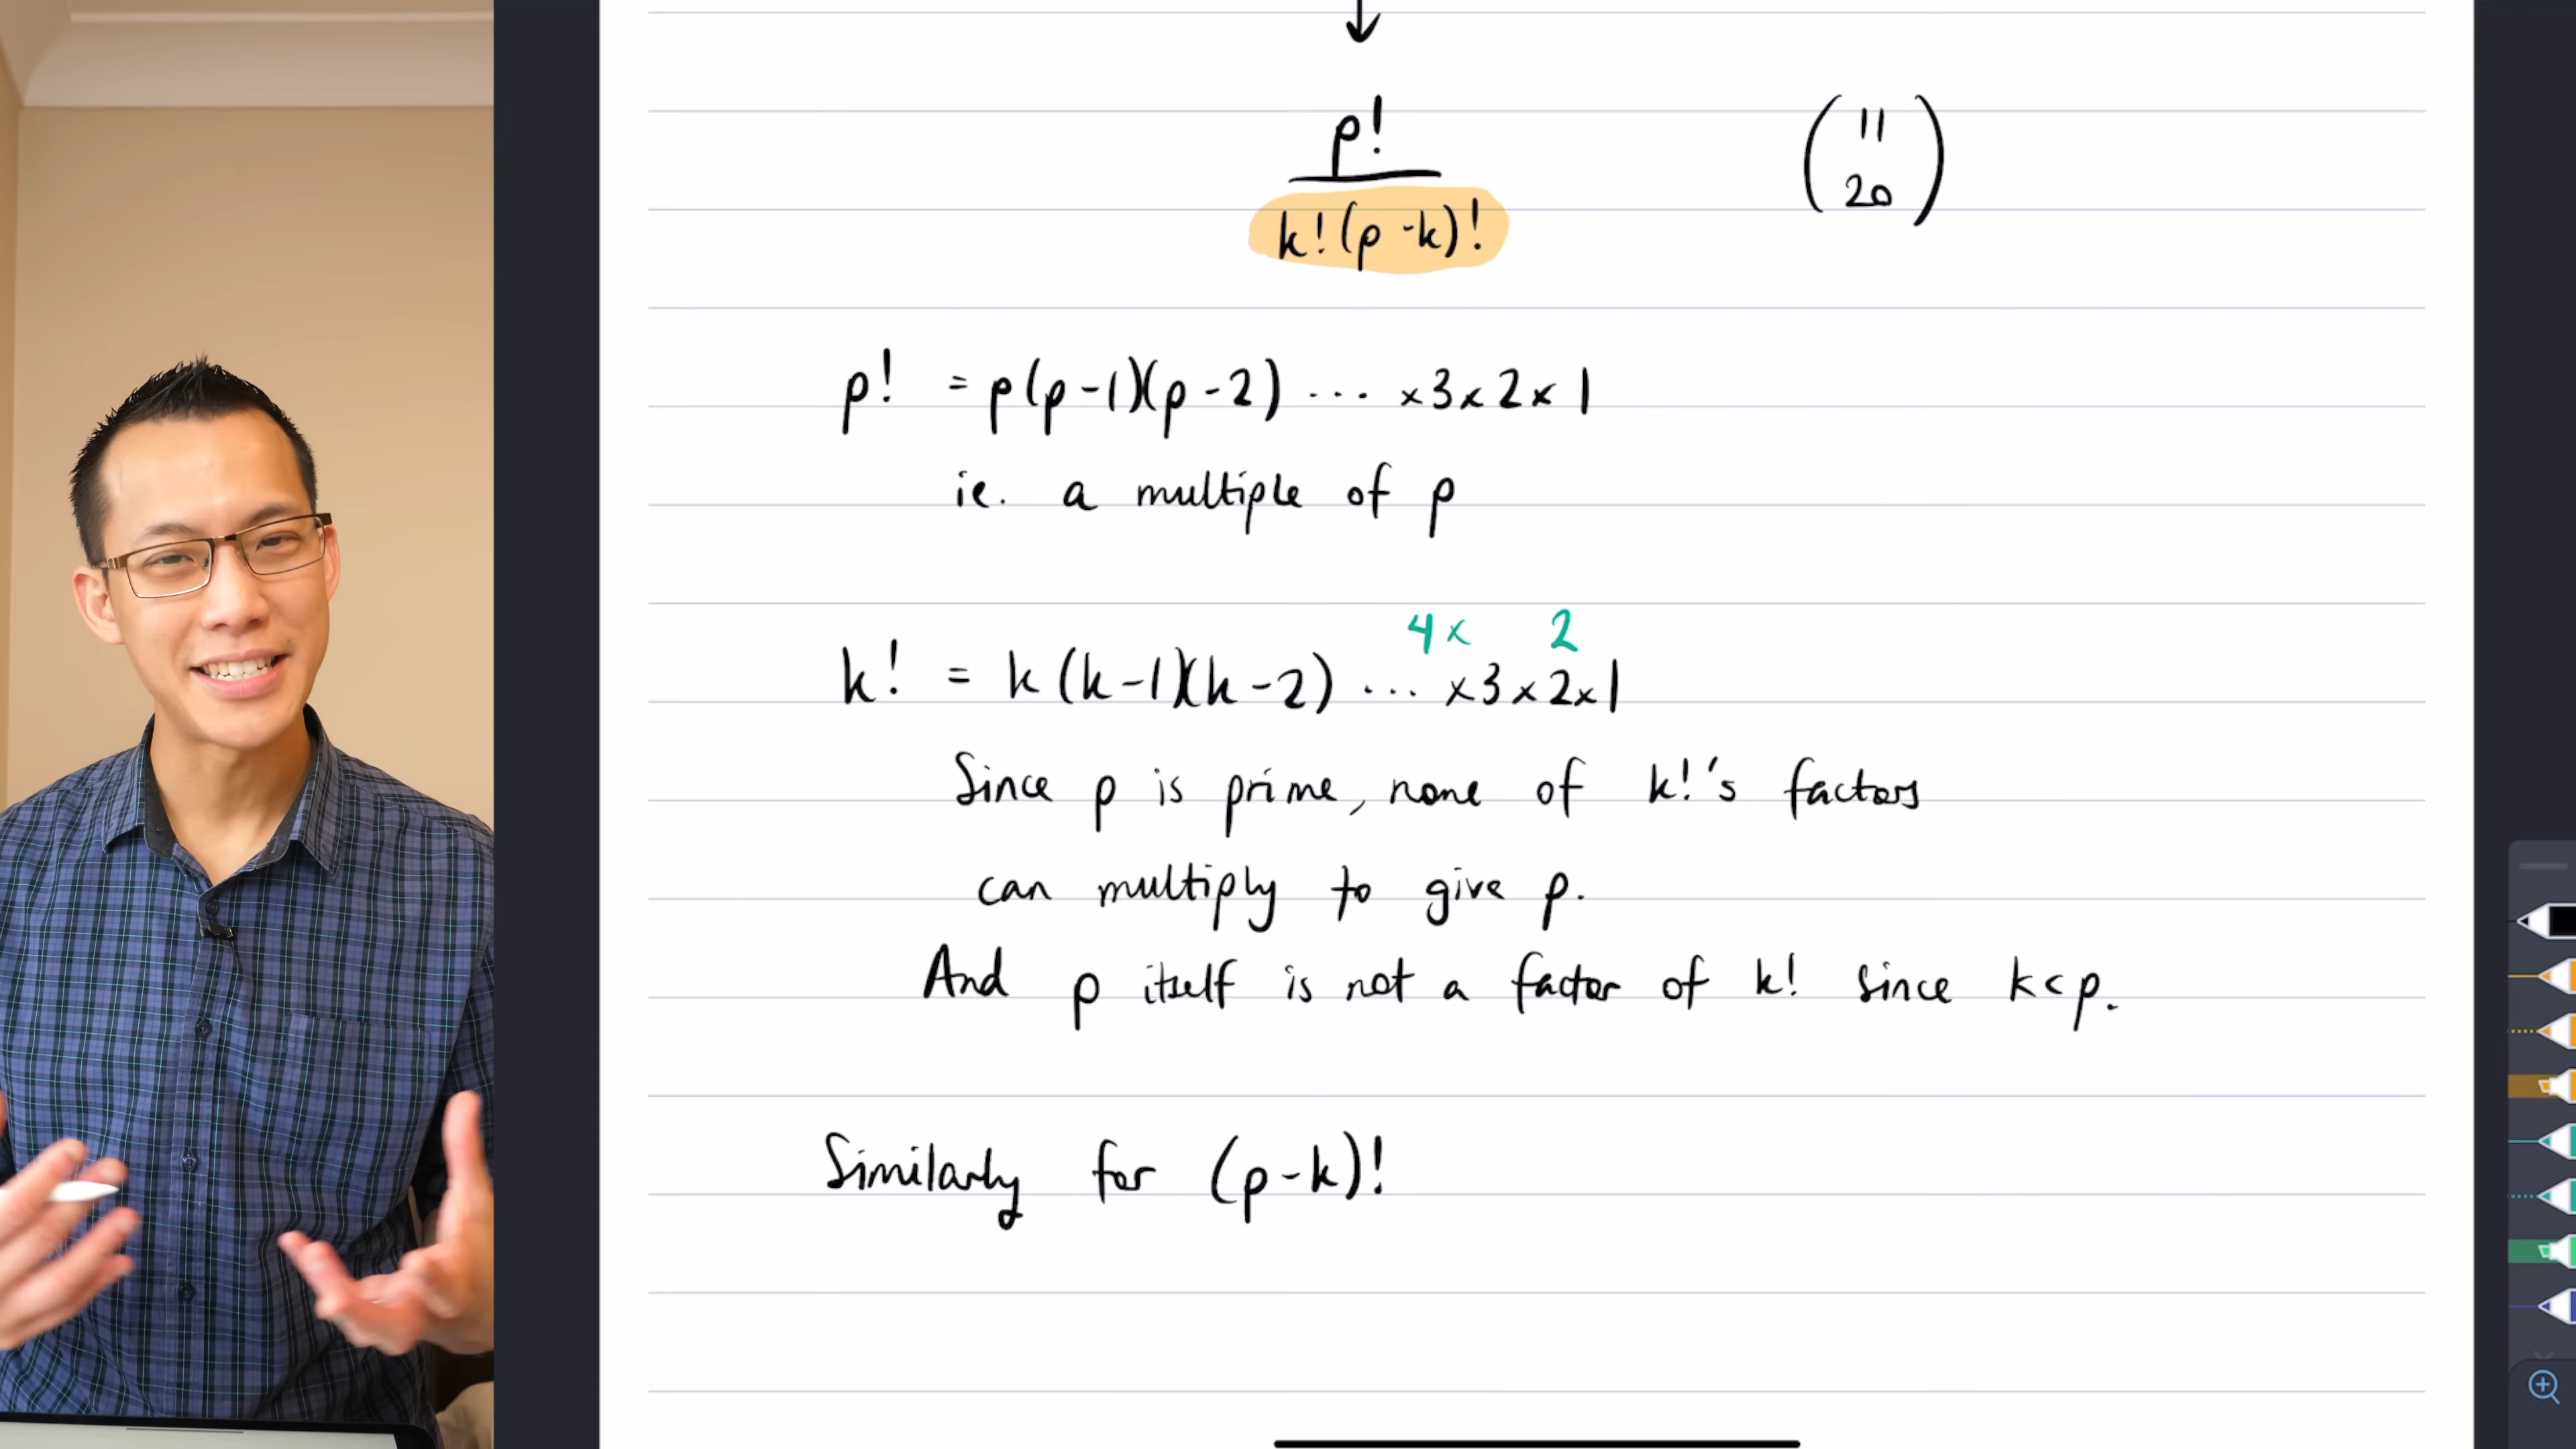 p!
k!(p-k)!
(11
20)
p! = p(p-1)(p-2) ... ×3×2×1
ie. a multiple of p
4× 2
k! = k(k-1)(k-2) ... ×3×2×1
Since p is prime, none of k!'s factors
can multiply to give p.
And p itself is not a factor of k! since k<p.
Similarly for (p-k)!